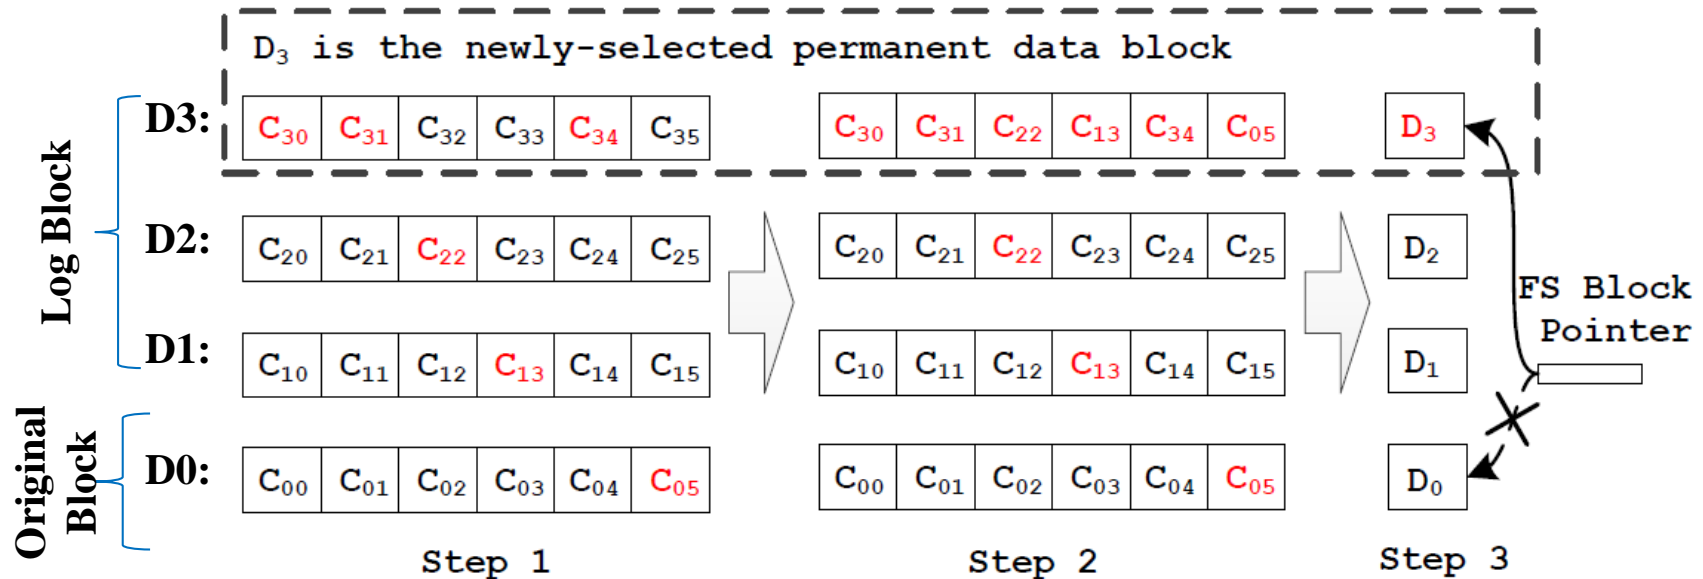 D₃ is the newly-selected permanent data block
Log Block
D3:
C₃₀ C₃₁ C₃₂ C₃₃ C₃₄ C₃₅
C₃₀ C₃₁ C₂₂ C₁₃ C₃₄ C₀₅
D₃
D2:
C₂₀ C₂₁ C₂₂ C₂₃ C₂₄ C₂₅
C₂₀ C₂₁ C₂₂ C₂₃ C₂₄ C₂₅
D₂
FS Block
Pointer
D1:
C₁₀ C₁₁ C₁₂ C₁₃ C₁₄ C₁₅
C₁₀ C₁₁ C₁₂ C₁₃ C₁₄ C₁₅
D₁
Original
Block
D0:
C₀₀ C₀₁ C₀₂ C₀₃ C₀₄ C₀₅
C₀₀ C₀₁ C₀₂ C₀₃ C₀₄ C₀₅
D₀
Step 1
Step 2
Step 3